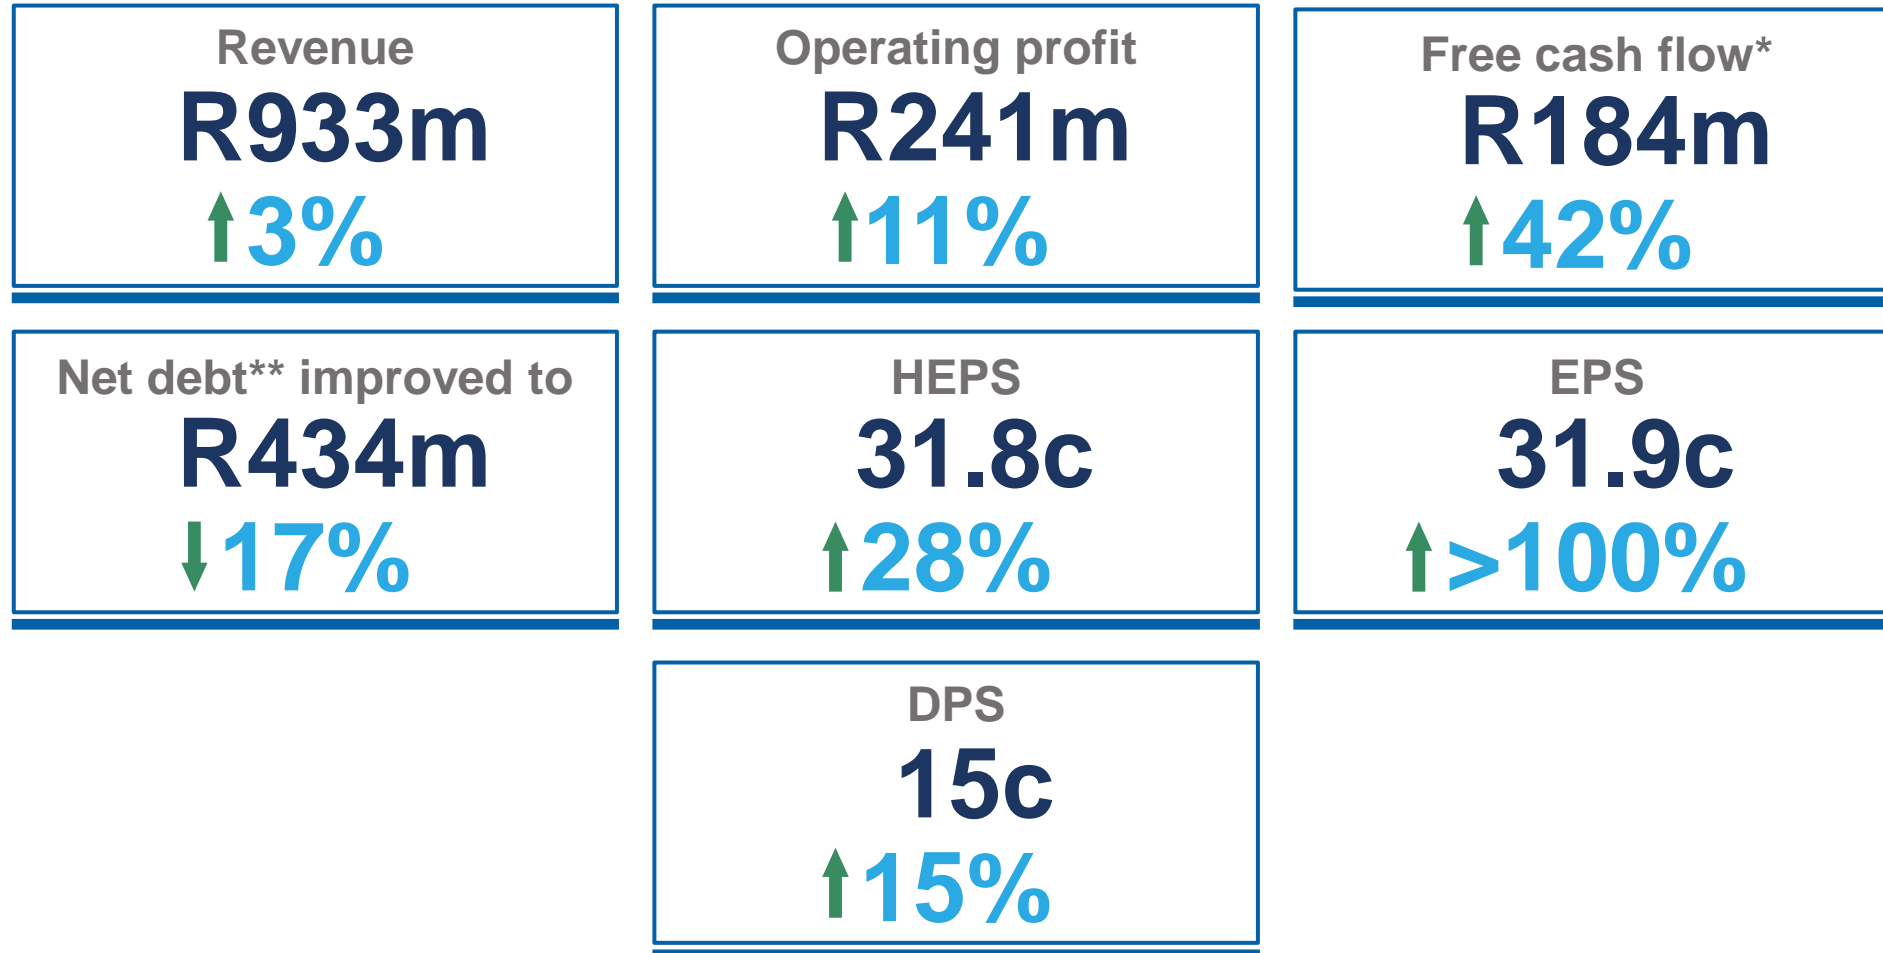 Revenue
R933m
3%
Operating profit
R241m
11%
Free cash flow*
R184m
42%
Net debt** improved to
R434m
17%
HEPS
31.8c
28%
EPS
31.9c
>100%
DPS
15c
15%